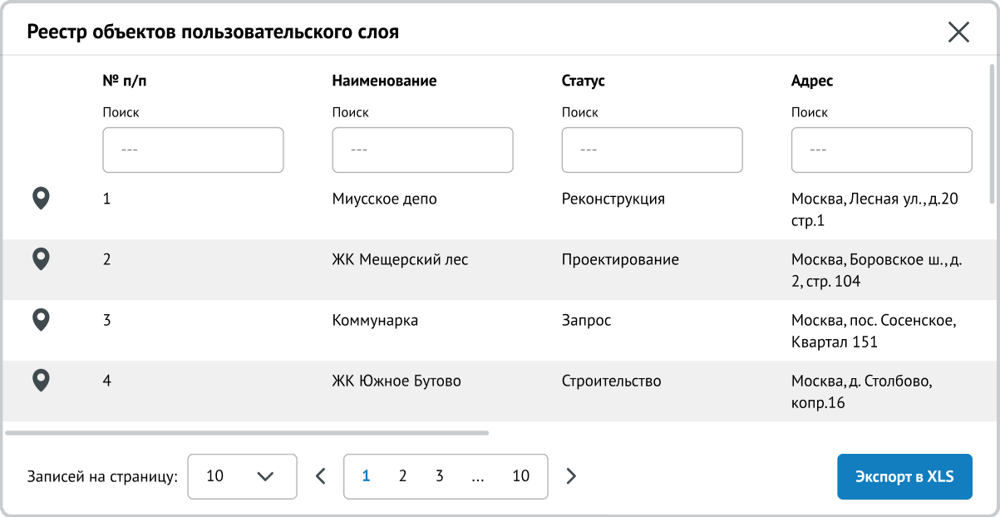 Реестр объектов пользовательского слоя
№ п/п Наименование Статус Адрес
Поиск Поиск Поиск Поиск
--- --- --- ---
1 Миусское депо Реконструкция Москва, Лесная ул., д.20
стр.1
2 ЖК Мещерский лес Проектирование Москва, Боровское ш., д.
2, стр. 104
3 Коммунарка Запрос Москва, пос. Сосенское,
Квартал 151
4 ЖК Южное Бутово Строительство Москва, д. Столбово,
копр.16
Записей на страницу: 10 1 2 3 ... 10 Экспорт в XLS